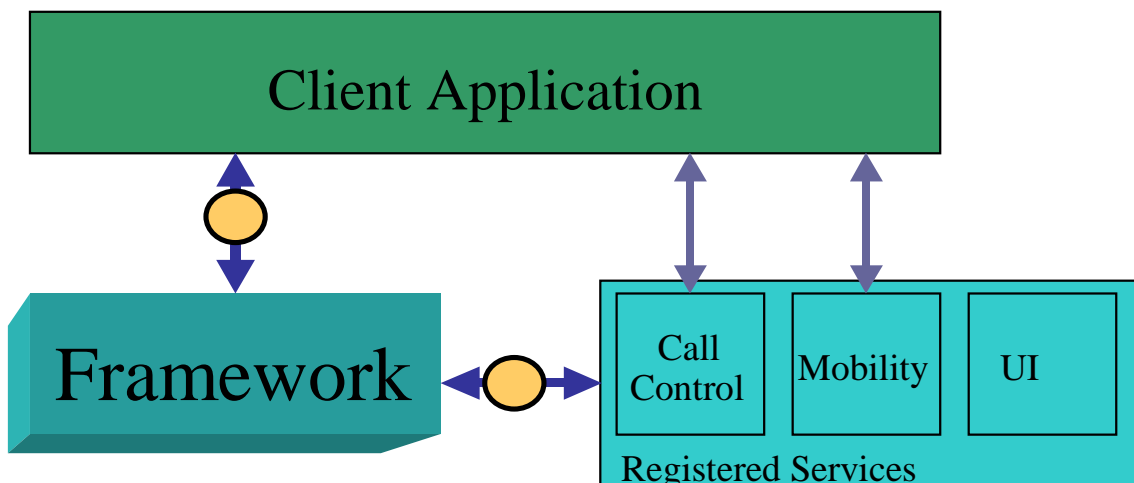 Client Application
Framework
Call
Control
Mobility
UI
Registered Services